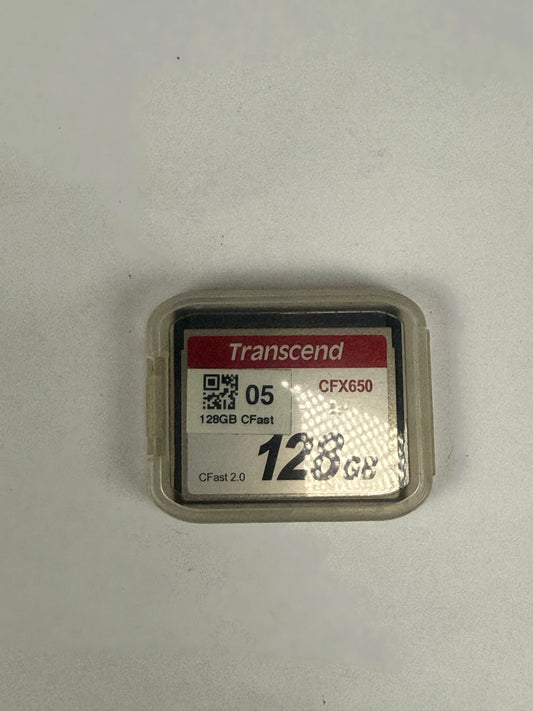 Transcend
CFX650
05
128GB CFast
128GB
CFast 2.0